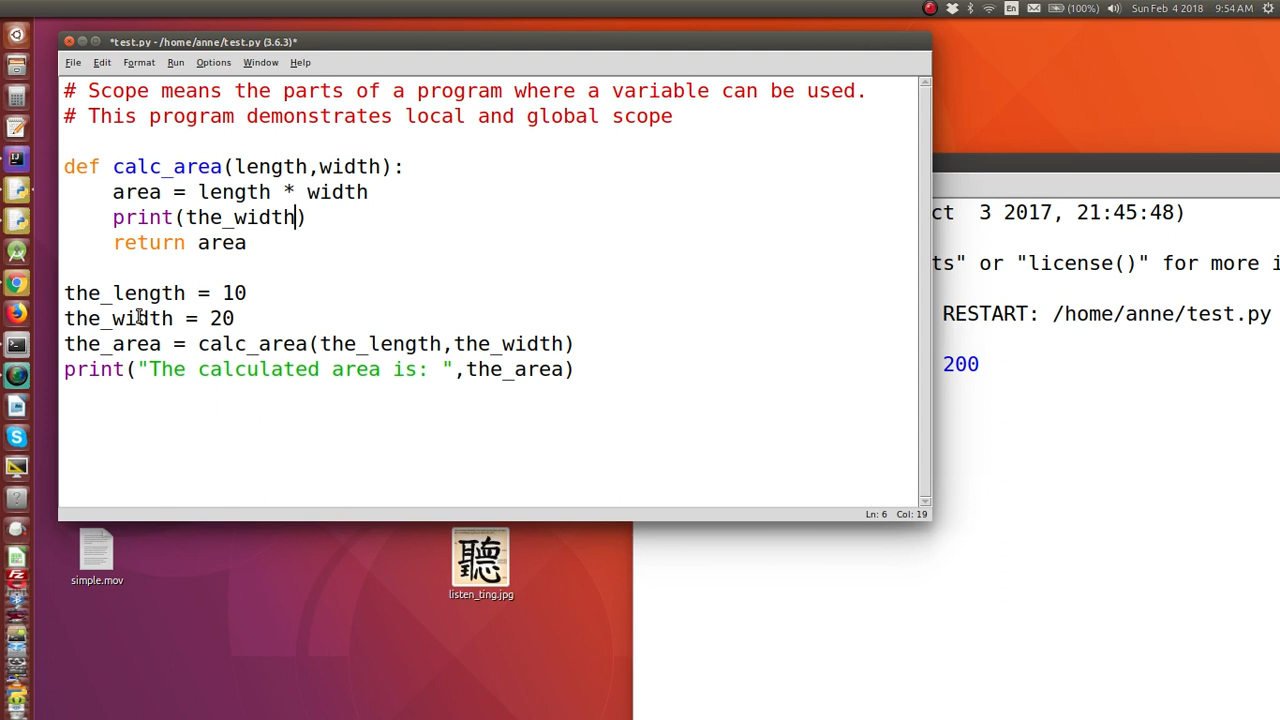 En (100%) Sun Feb 4 2018 9:54 AM
*test.py - /home/anne/test.py (3.6.3)*
File Edit Format Run Options Window Help
# Scope means the parts of a program where a variable can be used.
# This program demonstrates local and global scope
def calc_area(length,width):
    area = length * width
    print(the_width)
    return area
the_length = 10
the_width = 20
the_area = calc_area(the_length,the_width)
print("The calculated area is: ",the_area)
Ln: 6 Col: 19
ct  3 2017, 21:45:48)
ts" or "license()" for more i
RESTART: /home/anne/test.py
200
simple.mov
聽
listen_ting.jpg